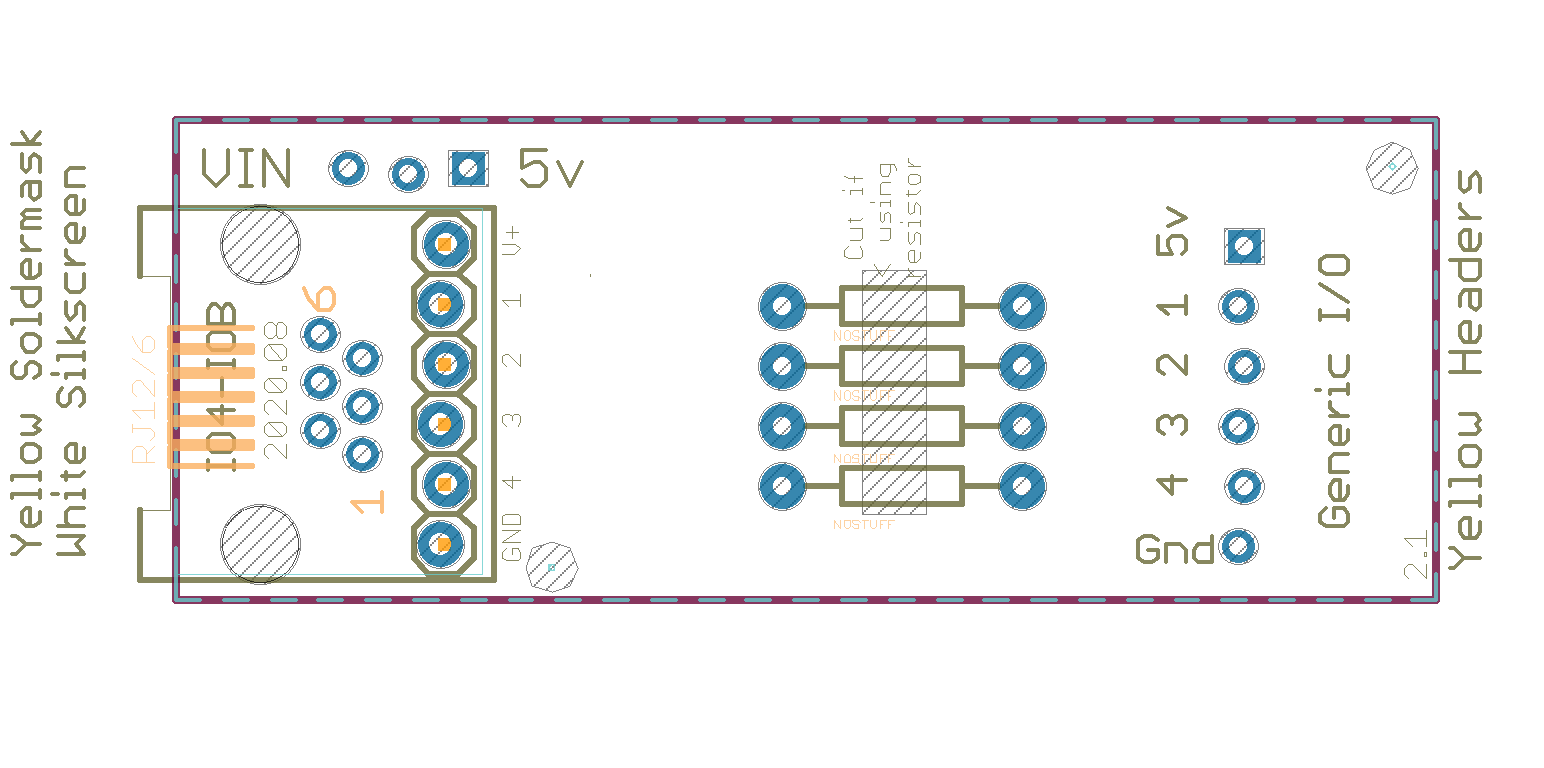 Yellow Soldermask
White Silkscreen
VIN
5v
RJ12/6
IO4-IOB
2020.08
6
1
V+
1
2
3
4
GND
Cut if
using
resistor
NOSTUFF
NOSTUFF
NOSTUFF
NOSTUFF
5v
1
2
3
4
Gnd
Generic I/O
2.1
Yellow Headers